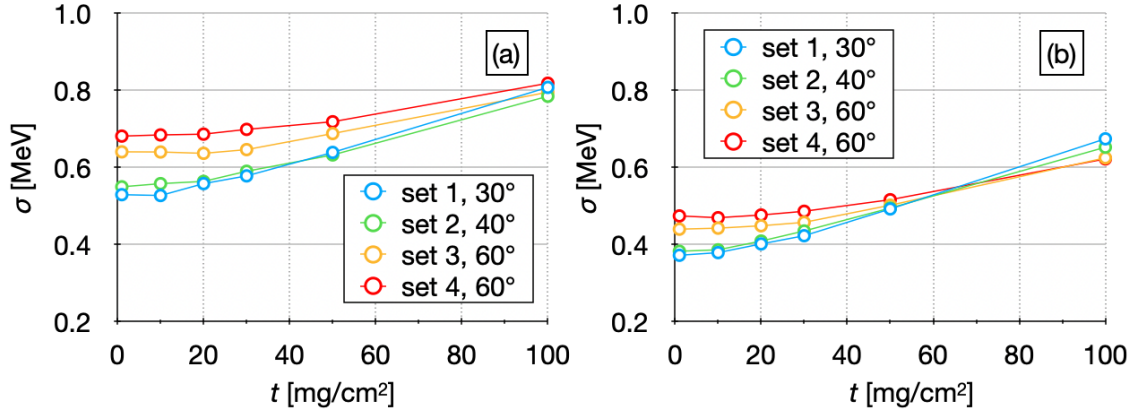 1.0
0.8
0.6
0.4
0.2
σ [MeV]
(a)
set 1, 30°
set 2, 40°
set 3, 60°
set 4, 60°
0 20 40 60 80 100
t [mg/cm²]
1.0
0.8
0.6
0.4
0.2
σ [MeV]
(b)
set 1, 30°
set 2, 40°
set 3, 60°
set 4, 60°
0 20 40 60 80 100
t [mg/cm²]